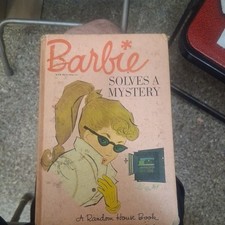 Barbie
SOLVES A
MYSTERY
A Random House Book